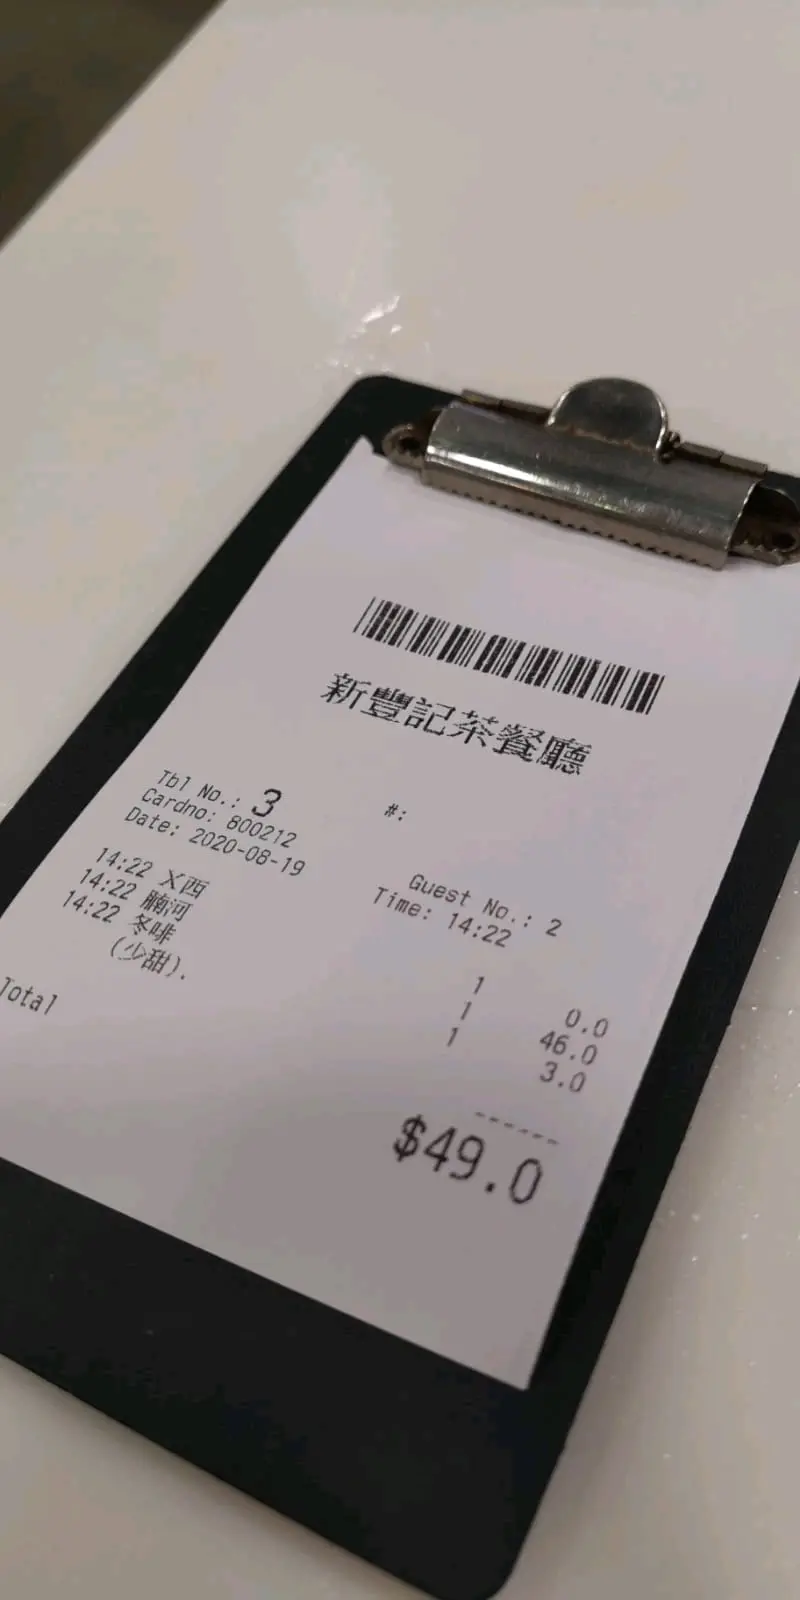 新豐記茶餐廳
Tbl No.: 3 #:
Cardno: 800212 Guest No.: 2
Date: 2020-08-19 Time: 14:22
14:22 X西 1 0.0
14:22 腩河 1 46.0
14:22 冬啡 1 3.0
(少甜).
------
Total $49.0